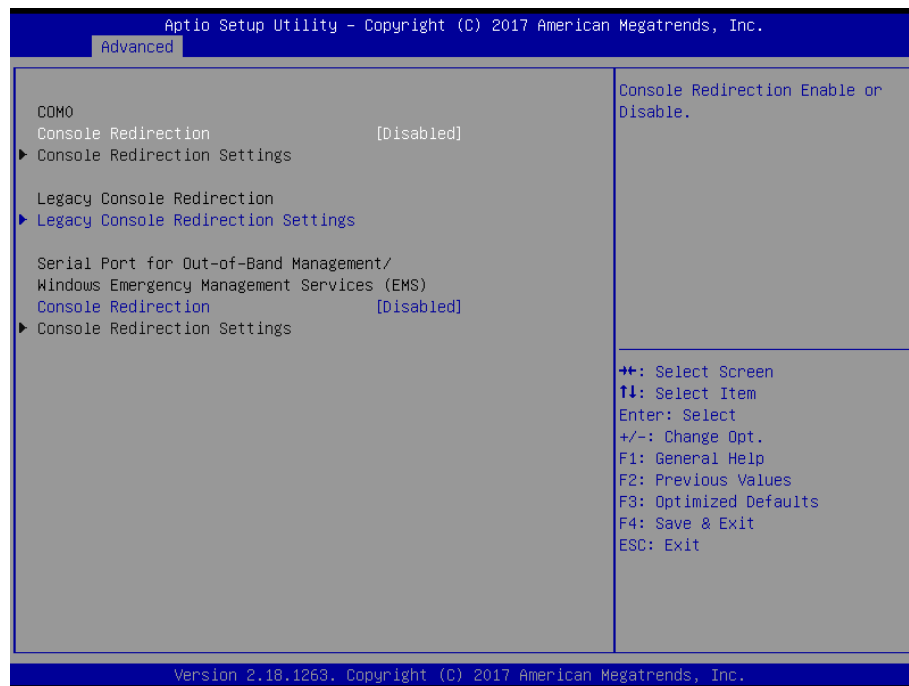 Aptio Setup Utility – Copyright (C) 2017 American Megatrends, Inc.
Advanced
COM0
Console Redirection [Disabled]
▶ Console Redirection Settings
Legacy Console Redirection
▶ Legacy Console Redirection Settings
Serial Port for Out-of-Band Management/
Windows Emergency Management Services (EMS)
Console Redirection [Disabled]
▶ Console Redirection Settings
Console Redirection Enable or
Disable.
→←: Select Screen
↑↓: Select Item
Enter: Select
+/-: Change Opt.
F1: General Help
F2: Previous Values
F3: Optimized Defaults
F4: Save & Exit
ESC: Exit
Version 2.18.1263. Copyright (C) 2017 American Megatrends, Inc.